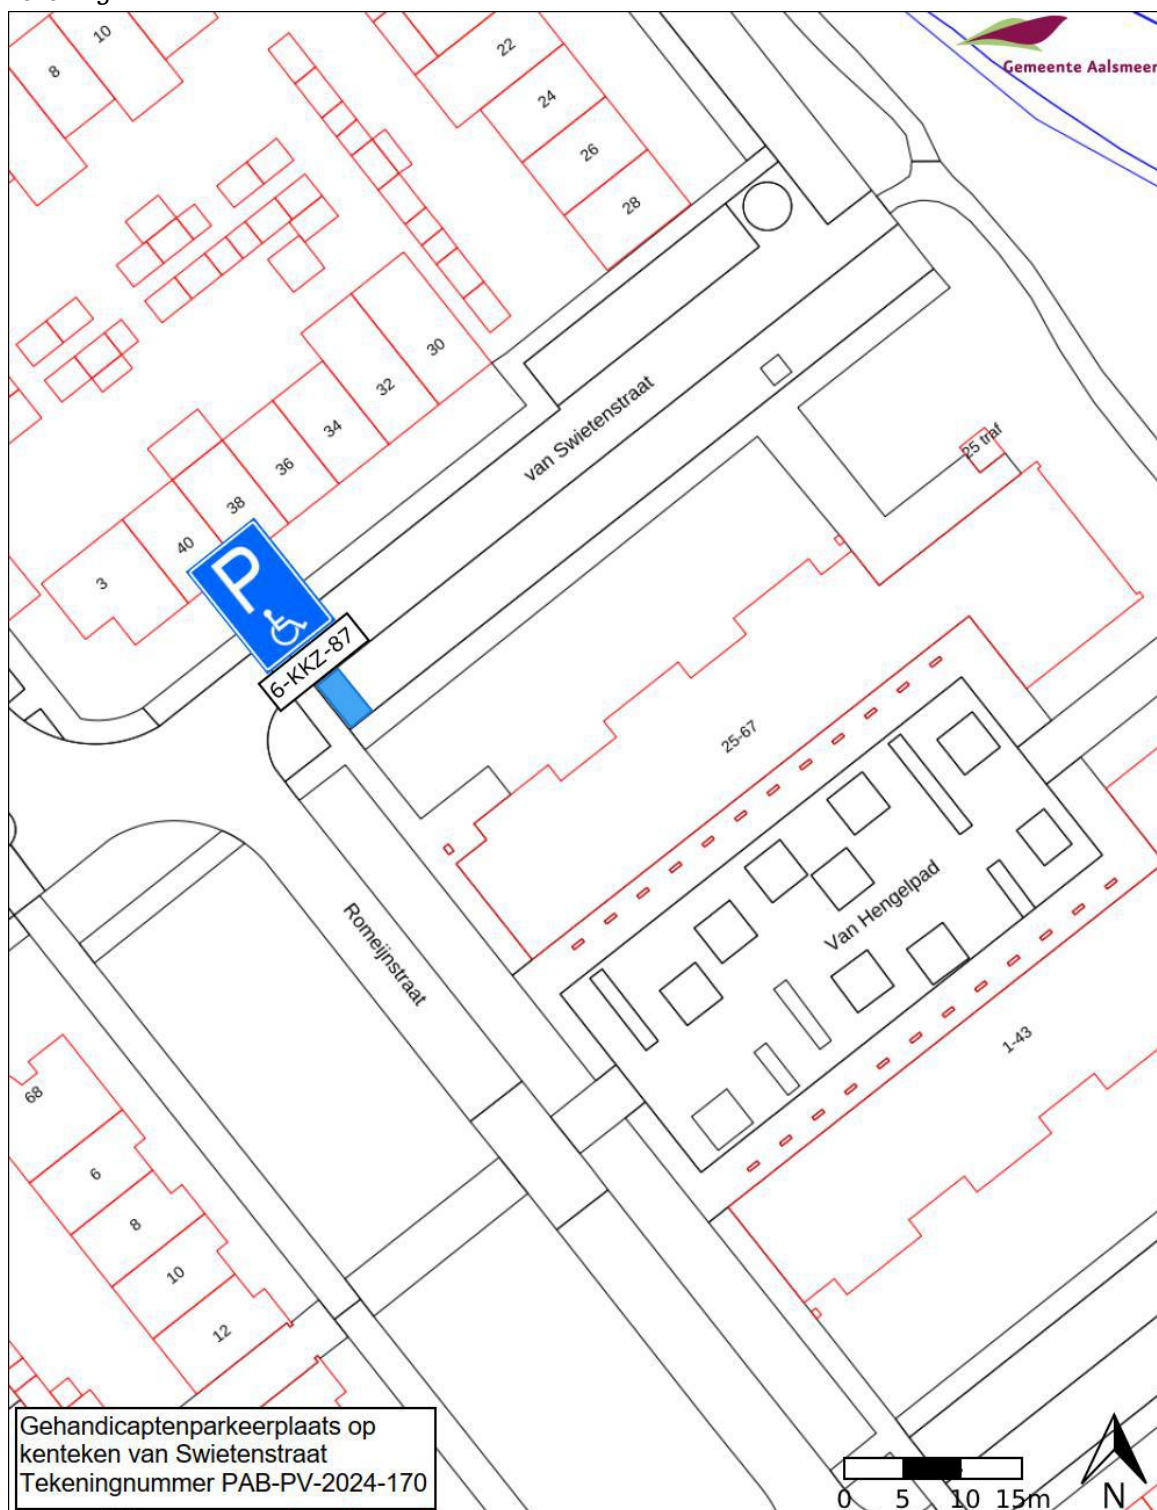 10
8
22
Gemeente Aalsmeer
24
26
28
30
32
34
36
38
40
3
van Swietenstraat
25 traf
P
6-KKZ-87
25-67
Van Hengelpad
Romeijnstraat
1-43
68
6
8
10
12
Gehandicaptenparkeerplaats op
kenteken van Swietenstraat
Tekeningnummer PAB-PV-2024-170
0 5 10 15m
N